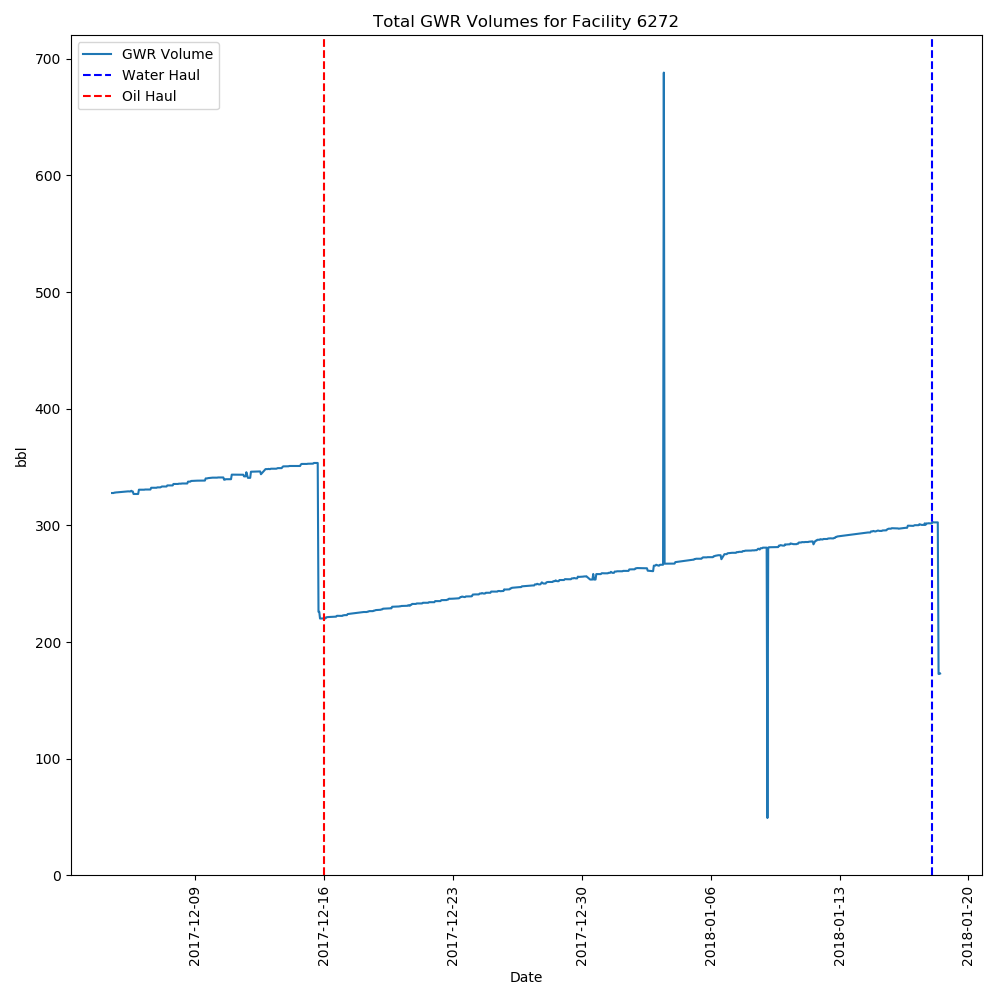 Total GWR Volumes for Facility 6272
GWR Volume
Water Haul
Oil Haul
700
600
500
400
300
200
100
0
bbl
2017-12-09
2017-12-16
2017-12-23
2017-12-30
2018-01-06
2018-01-13
2018-01-20
Date